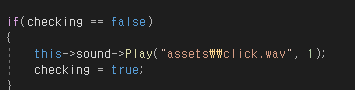 if(checking == false)
{
this->sound->Play("assets₩₩click.wav", 1);
checking = true;
}